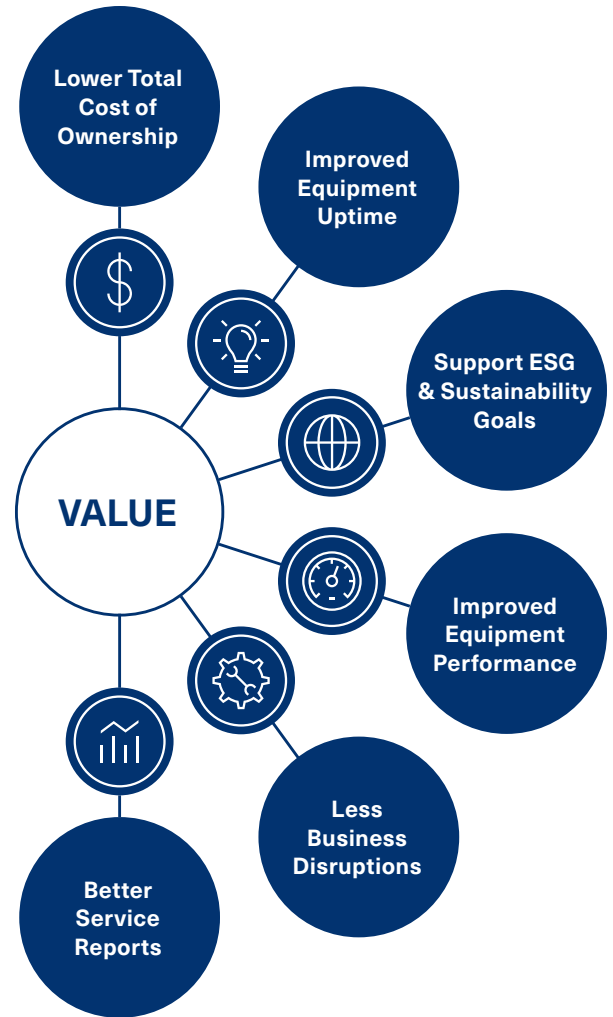 Lower Total
Cost of
Ownership
Improved
Equipment
Uptime
Support ESG
& Sustainability
Goals
VALUE
Improved
Equipment
Performance
Less
Business
Disruptions
Better
Service
Reports